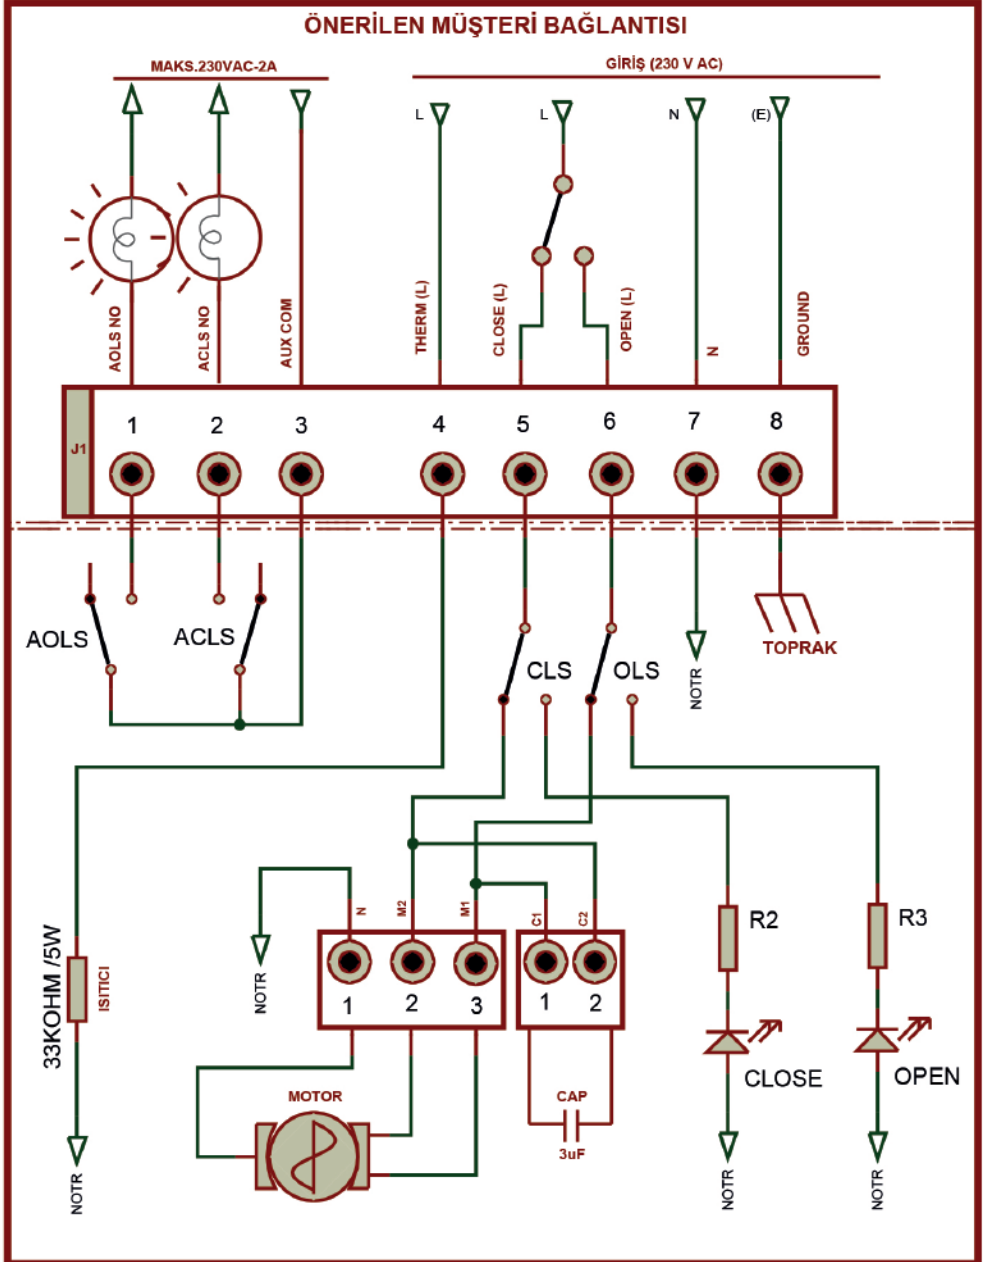 ÖNERİLEN MÜŞTERİ BAĞLANTISI
MAKS.230VAC-2A
GİRİŞ (230 V AC)
L
L
N
(E)
AOLS NO
ACLS NO
AUX COM
THERM (L)
CLOSE (L)
OPEN (L)
N
GROUND
J1
1
2
3
4
5
6
7
8
AOLS
ACLS
CLS
OLS
NOTR
TOPRAK
N
M2
M1
C1
C2
R2
R3
33KOHM /5W
ISITICI
NOTR
1
2
3
1
2
CLOSE
OPEN
MOTOR
CAP
3uF
NOTR
NOTR
NOTR